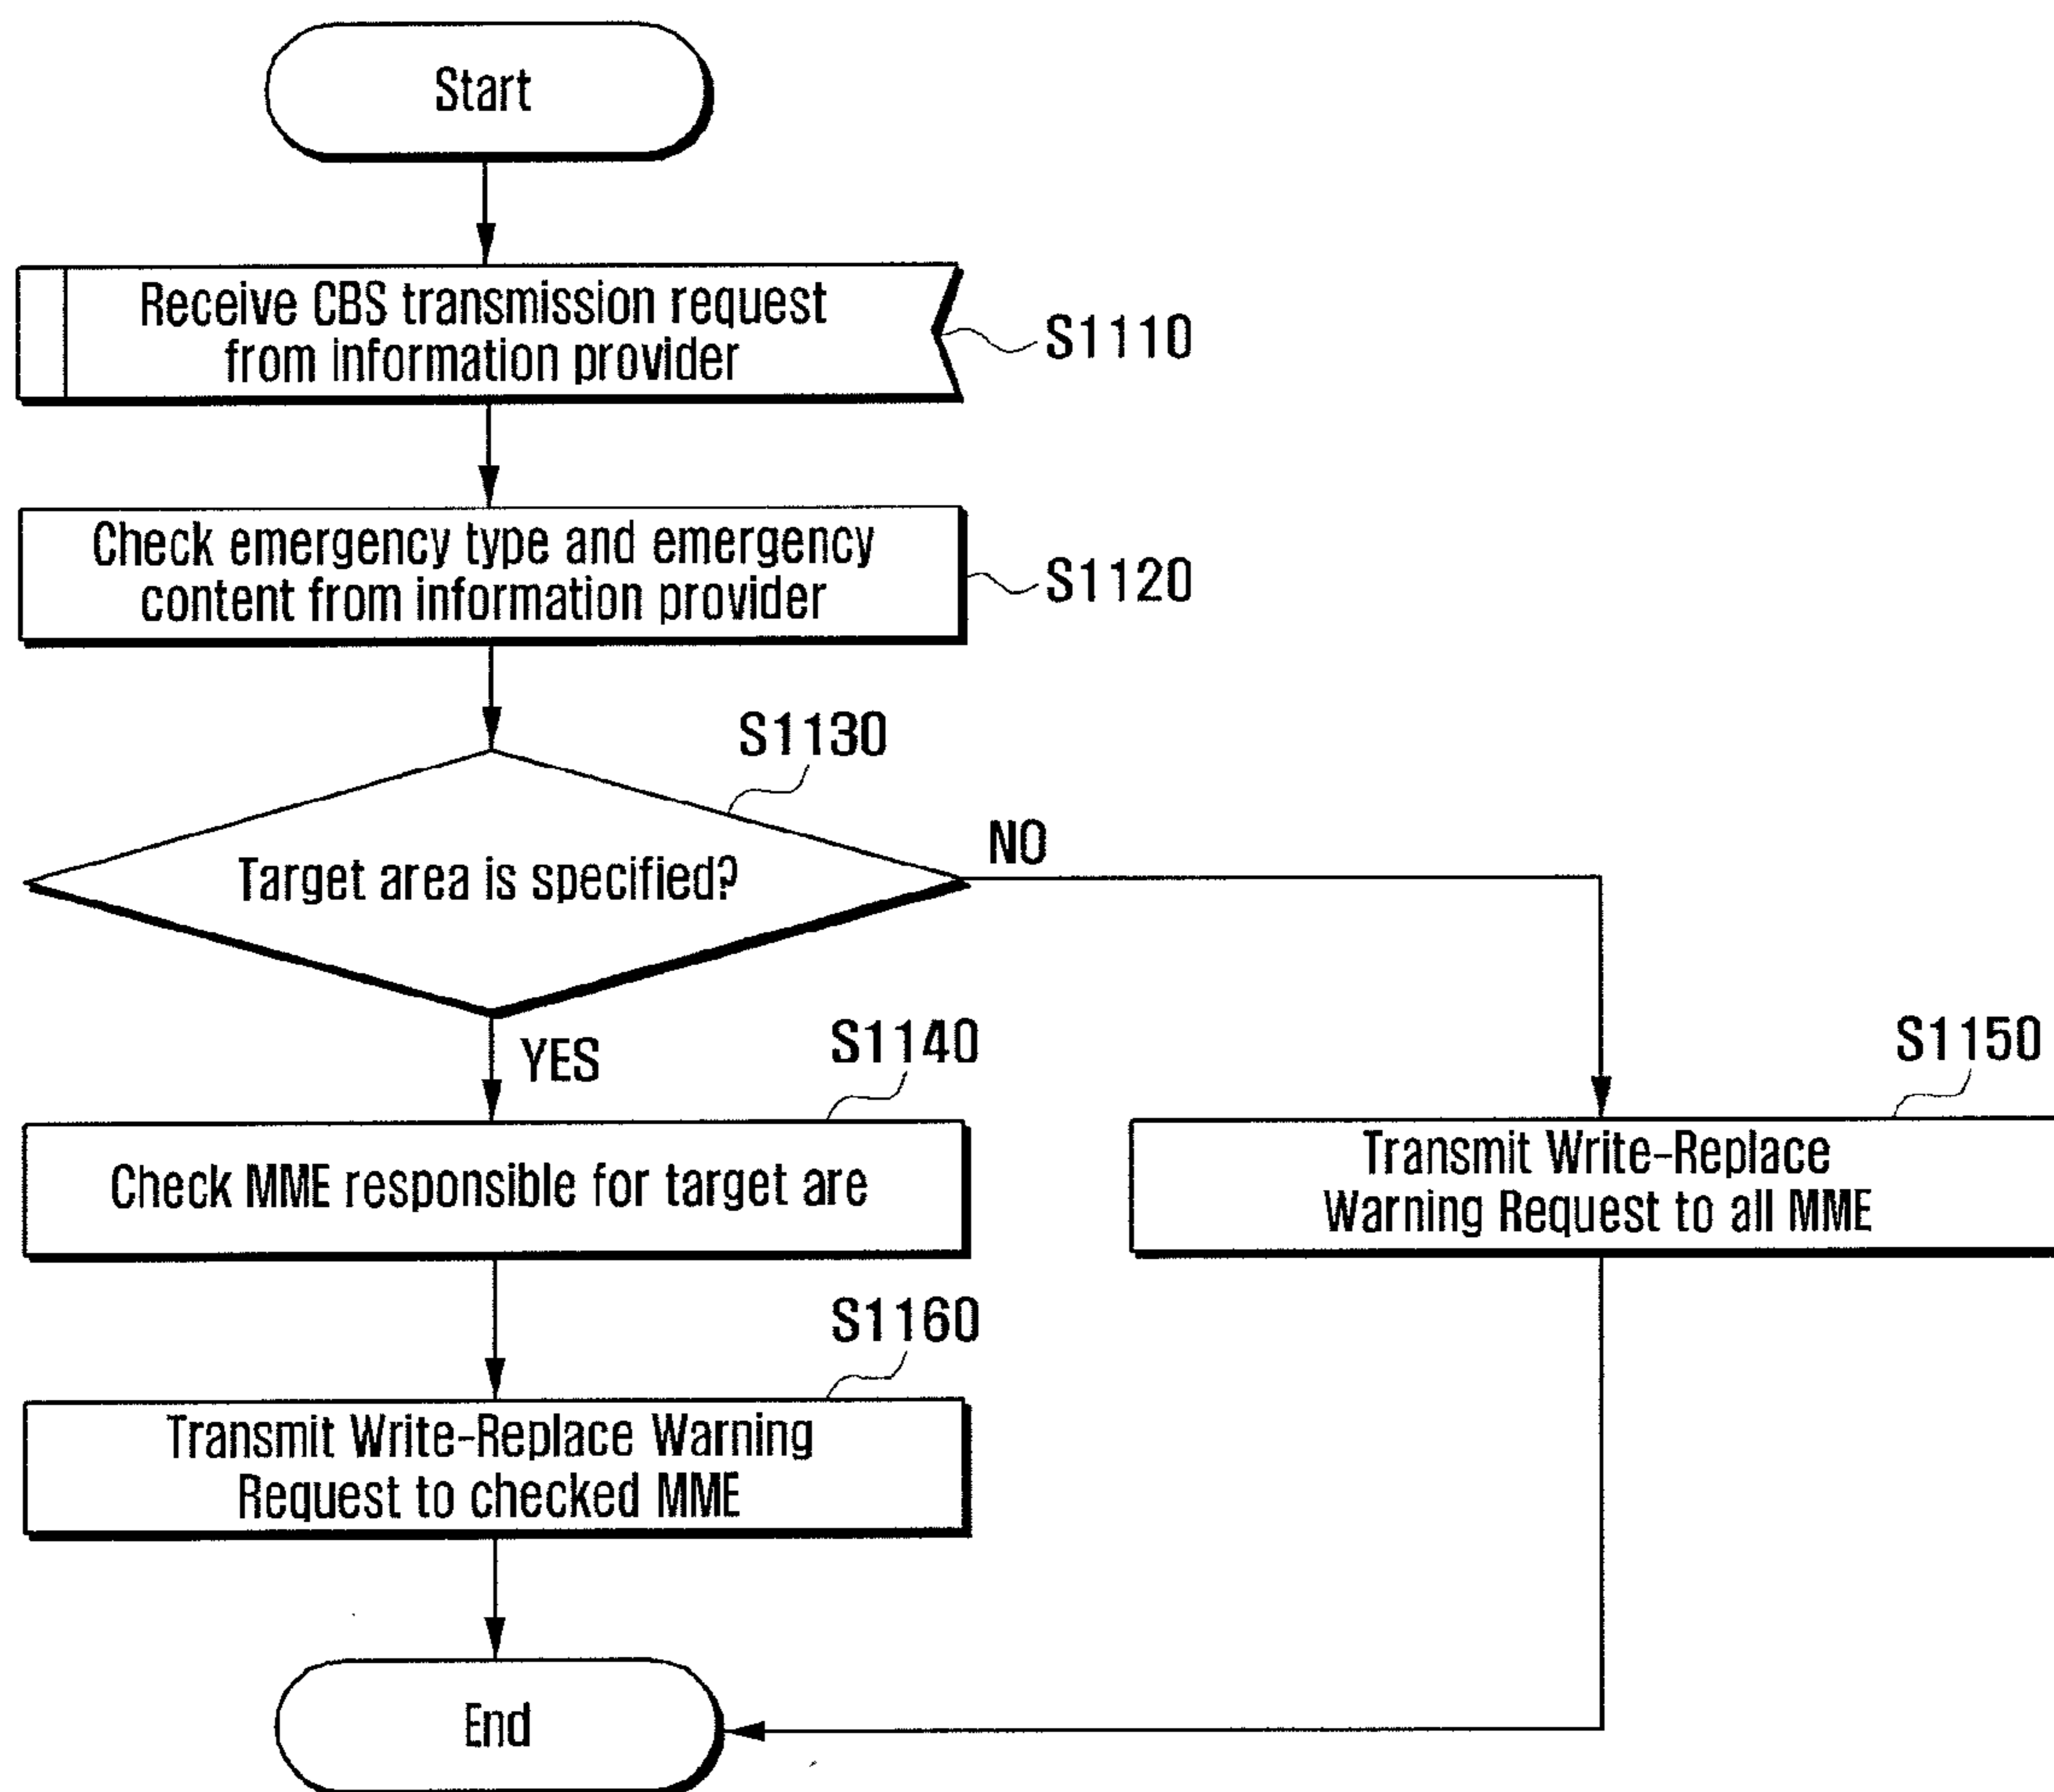 Start
Receive CBS transmission request
from information provider
S1110
Check emergency type and emergency
content from information provider
S1120
S1130
Target area is specified?
NO
YES
S1140
Check MME responsible for target are
S1150
Transmit Write-Replace
Warning Request to all MME
S1160
Transmit Write-Replace Warning
Request to checked MME
End